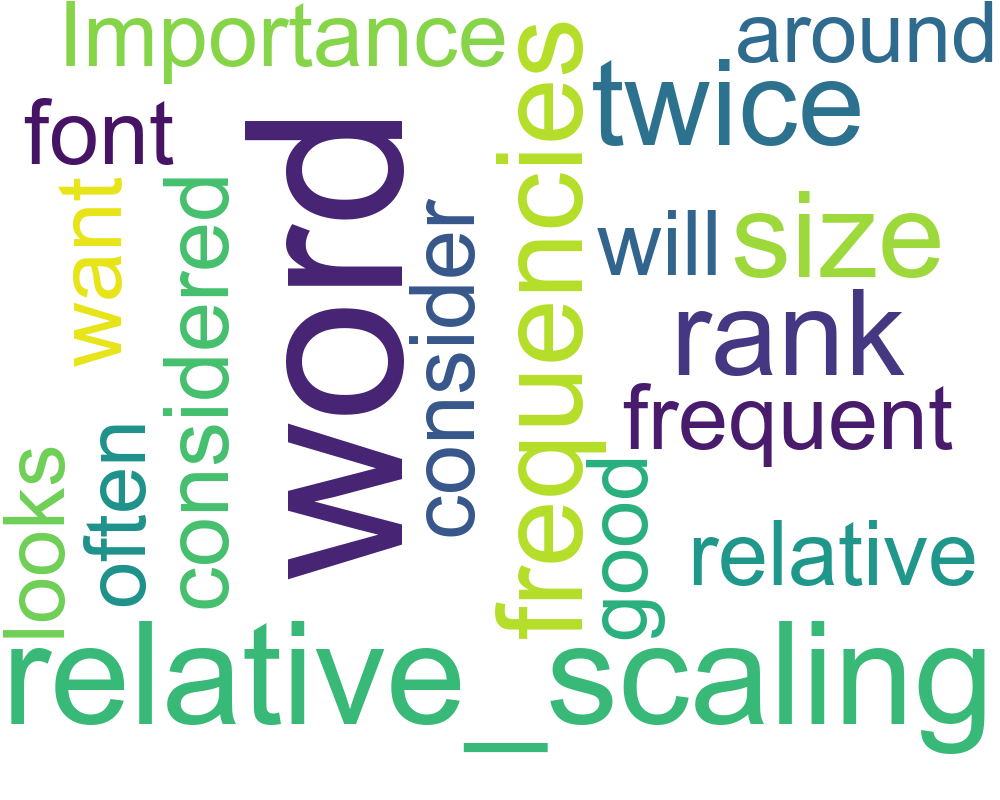 Importance
around
twice
font
word
frequencies
want
considered
consider
will
size
rank
frequent
looks
often
good
relative
relative_scaling